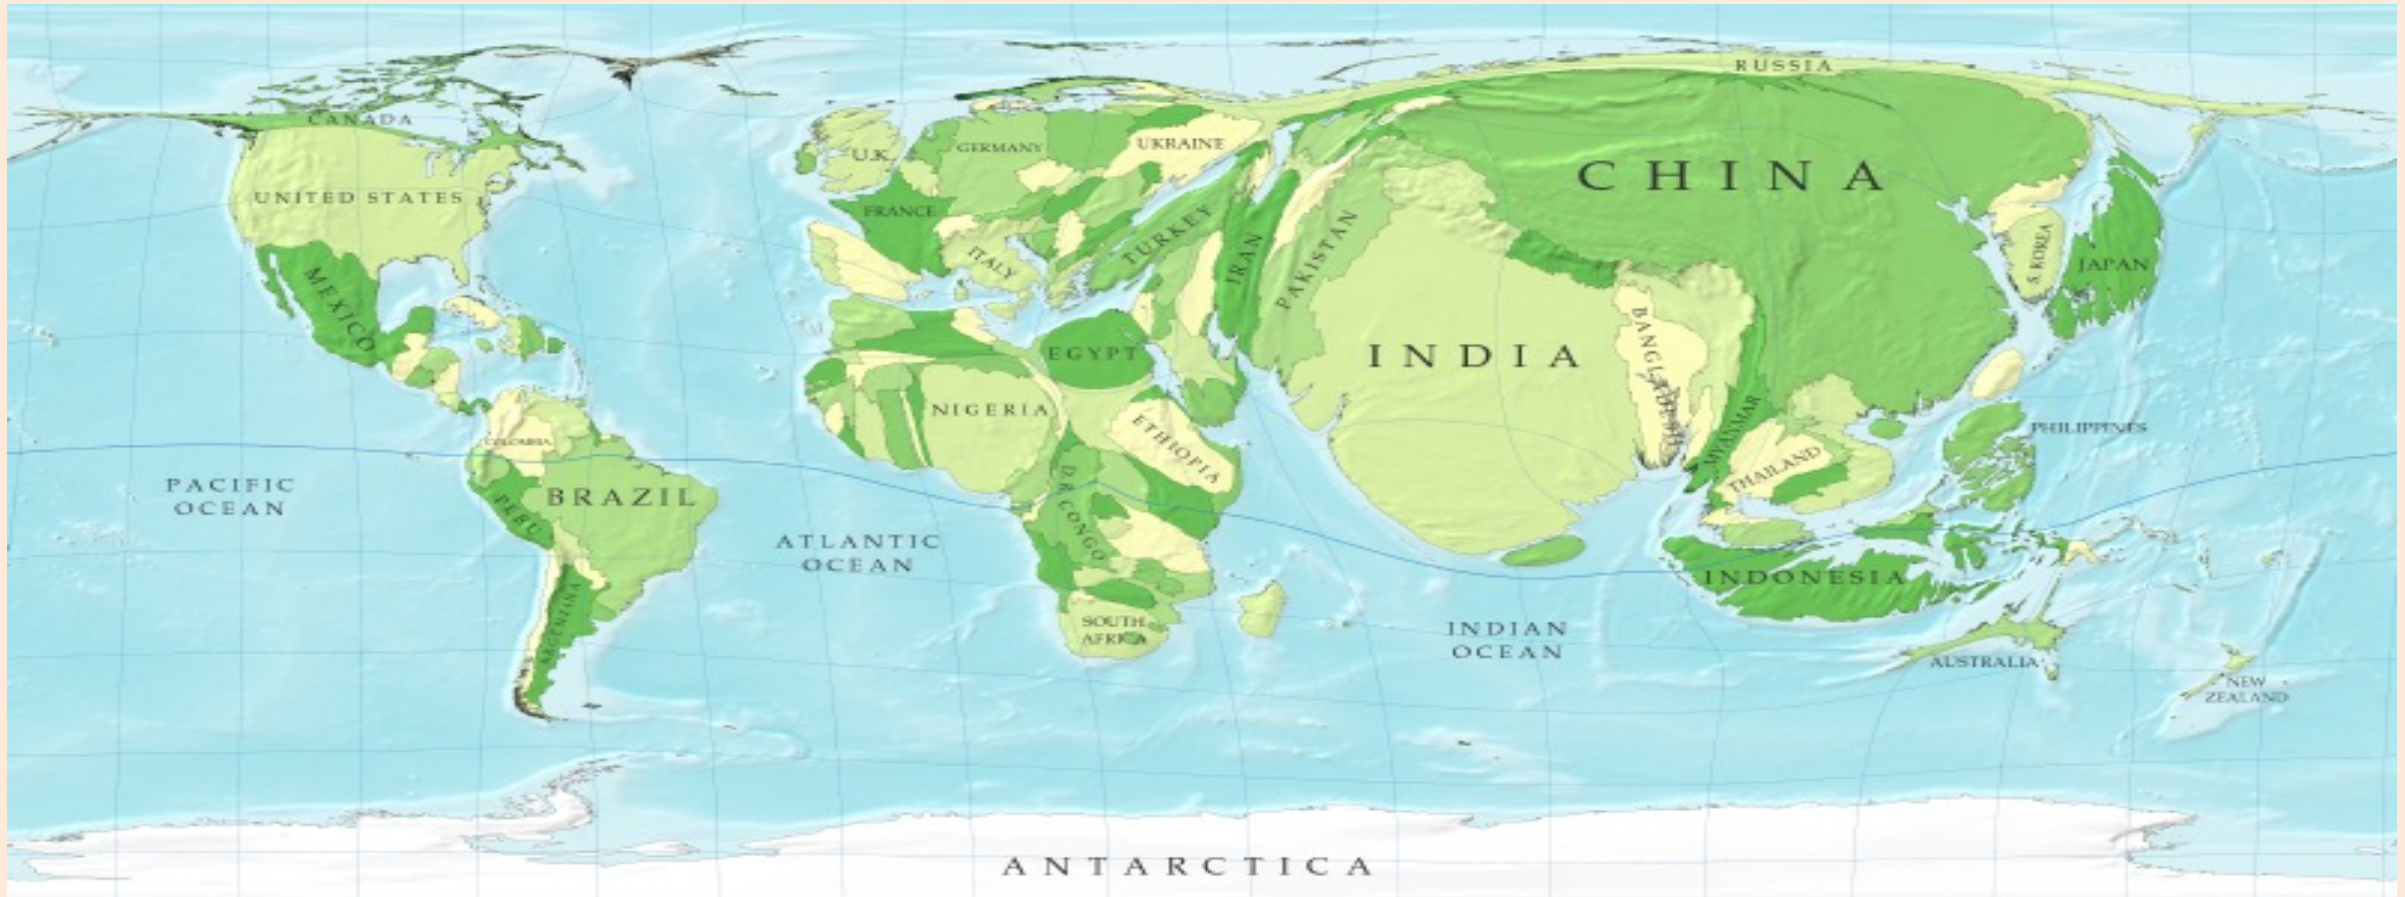 RUSSIA
CANADA
UNITED STATES
MEXICO
U.K.
GERMANY
UKRAINE
FRANCE
ITALY
TURKEY
IRAN
PAKISTAN
CHINA
S. KOREA
JAPAN
INDIA
BANGLADESH
MYANMAR
THAILAND
PHILIPPINES
EGYPT
NIGERIA
ETHIOPIA
D.R. CONGO
COLOMBIA
BRAZIL
PERU
ARGENTINA
PACIFIC
OCEAN
ATLANTIC
OCEAN
SOUTH
AFRICA
INDIAN
OCEAN
INDONESIA
AUSTRALIA
NEW
ZEALAND
ANTARCTICA